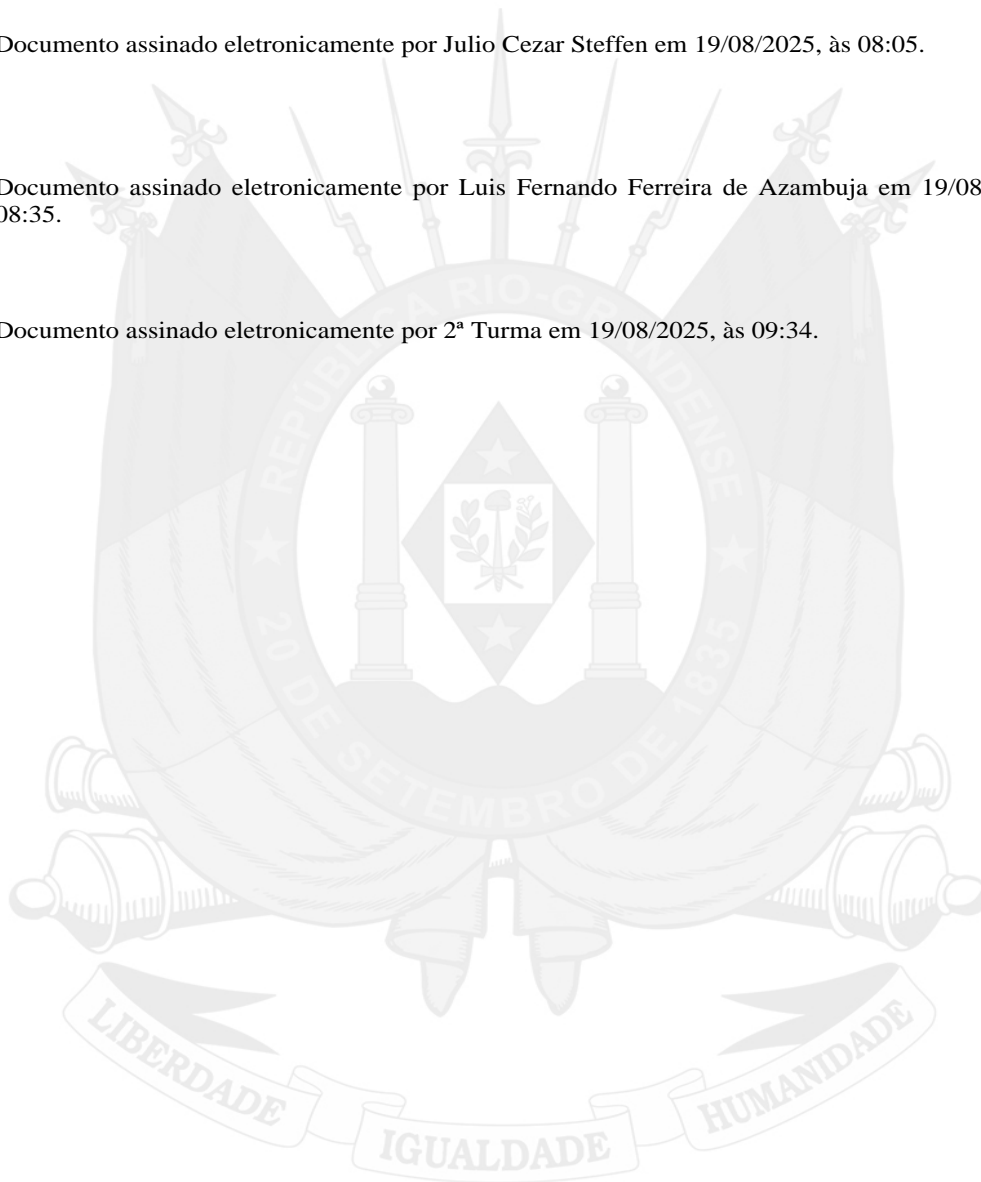 Documento assinado eletronicamente por Julio Cezar Steffen em 19/08/2025, às 08:05.
Documento assinado eletronicamente por Luis Fernando Ferreira de Azambuja em 19/08
08:35.
Documento assinado eletronicamente por 2ª Turma em 19/08/2025, às 09:34.
REPÚBLICA RIO-GRANDENSE
20 DE SETEMBRO DE 1835
LIBERDADE
IGUALDADE
HUMANIDADE